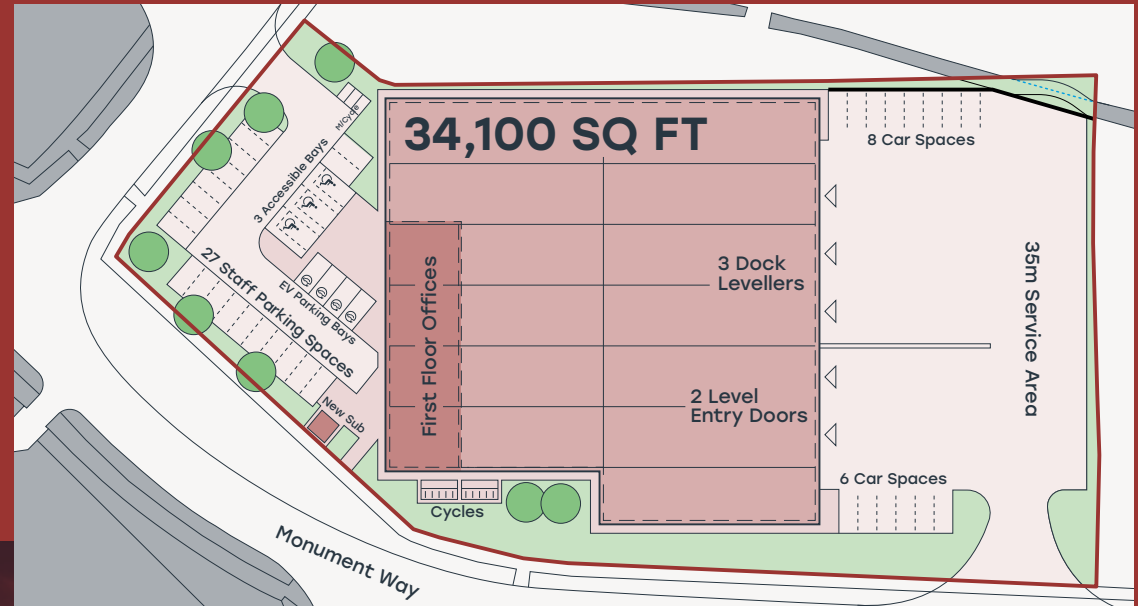 34,100 SQ FT
8 Car Spaces
M/Cycle
3 Accessible Bays
27 Staff Parking Spaces
EV Parking Bays
3 Dock
Levellers
35m Service Area
First Floor Offices
2 Level
Entry Doors
New Sub
6 Car Spaces
Cycles
Monument Way